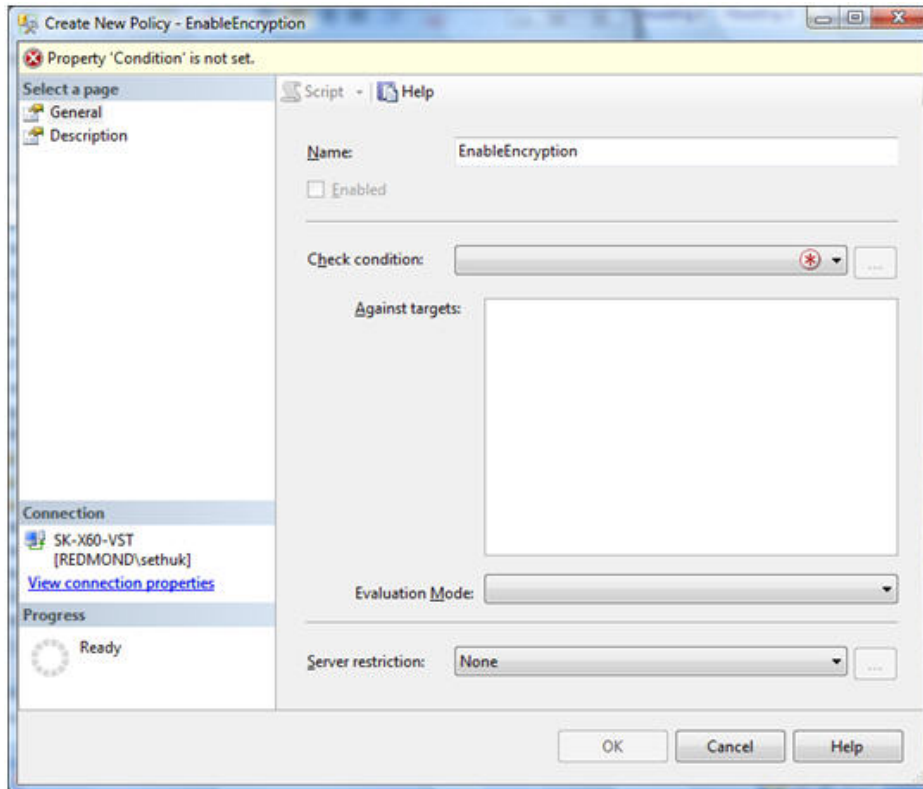 Create New Policy - EnableEncryption
Property 'Condition' is not set.
Select a page
General
Description
Script
Help
Name:
EnableEncryption
Enabled
Check condition:
...
Against targets:
Evaluation Mode:
Server restriction:
None
...
Connection
SK-X60-VST
[REDMOND\sethuk]
View connection properties
Progress
Ready
OK
Cancel
Help